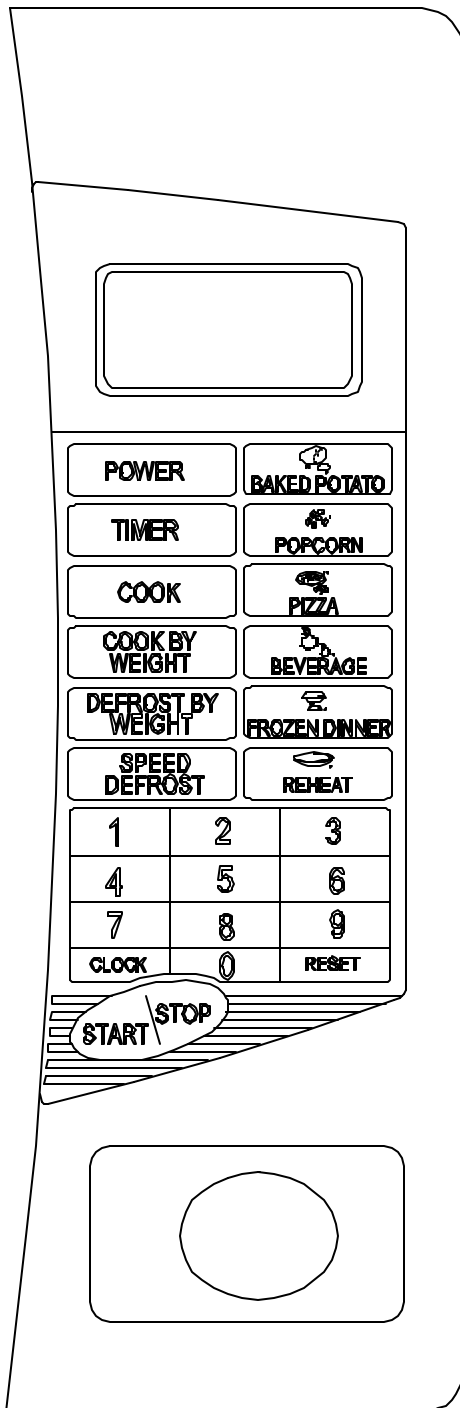 POWER
BAKED POTATO
TIMER
POPCORN
COOK
PIZZA
COOK BY
WEIGHT
BEVERAGE
DEFROST BY
WEIGHT
FROZEN DINNER
SPEED
DEFROST
REHEAT
1 2 3
4 5 6
7 8 9
CLOCK 0 RESET
START STOP